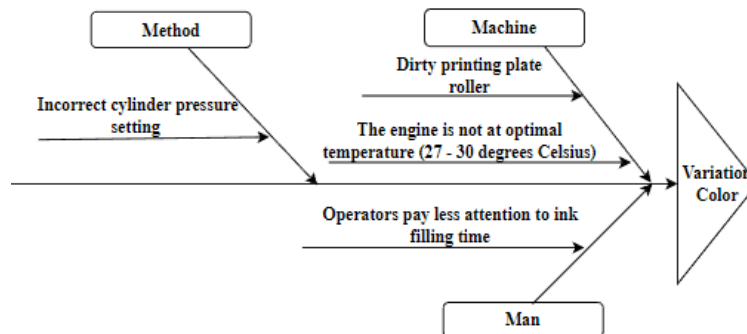 Method
Machine
Dirty printing plate
roller
Incorrect cylinder pressure
setting
The engine is not at optimal
temperature (27 - 30 degrees Celsius)
Variation
Color
Operators pay less attention to ink
filling time
Man